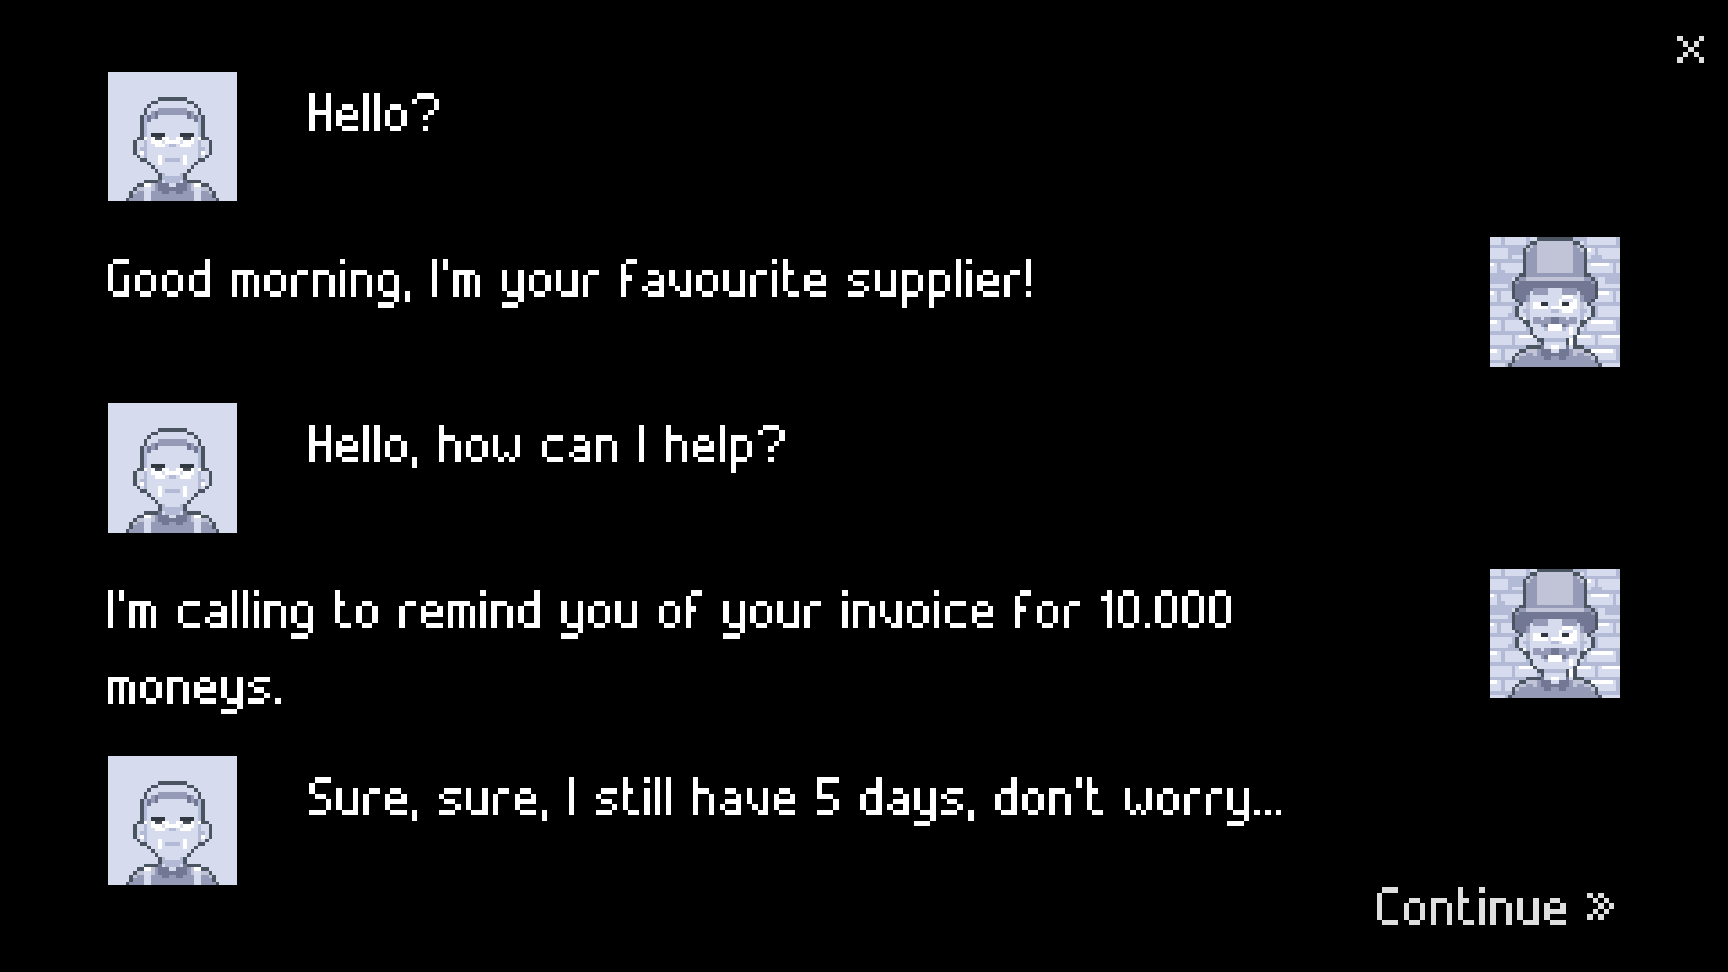 Hello?
Good morning, I'm your favourite supplier!
Hello, how can I help?
I'm calling to remind you of your invoice for 10.000
moneys.
Sure, sure, I still have 5 days, don't worry...
Continue »